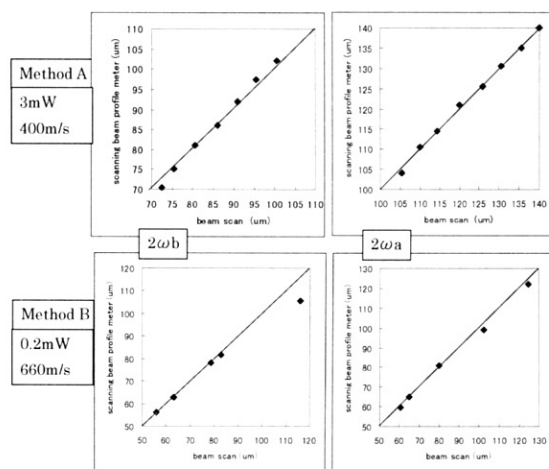 Method A
3mW
400m/s
scanning beam profile meter (um)
110
105
100
95
90
85
80
75
70
70 75 80 85 90 95 100 105 110
beam scan (um)
scanning beam profile meter (um)
140
135
130
125
120
115
110
105
100
100 105 110 115 120 125 130 135 140
beam scan (um)
2ωb
2ωa
Method B
0.2mW
660m/s
scanning beam profile meter (um)
120
110
100
90
80
70
60
50
50 60 70 80 90 100 110 120
beam scan (um)
scanning beam profile meter (um)
130
120
110
100
90
80
70
60
50
50 60 70 80 90 100 110 120 130
beam scan (um)